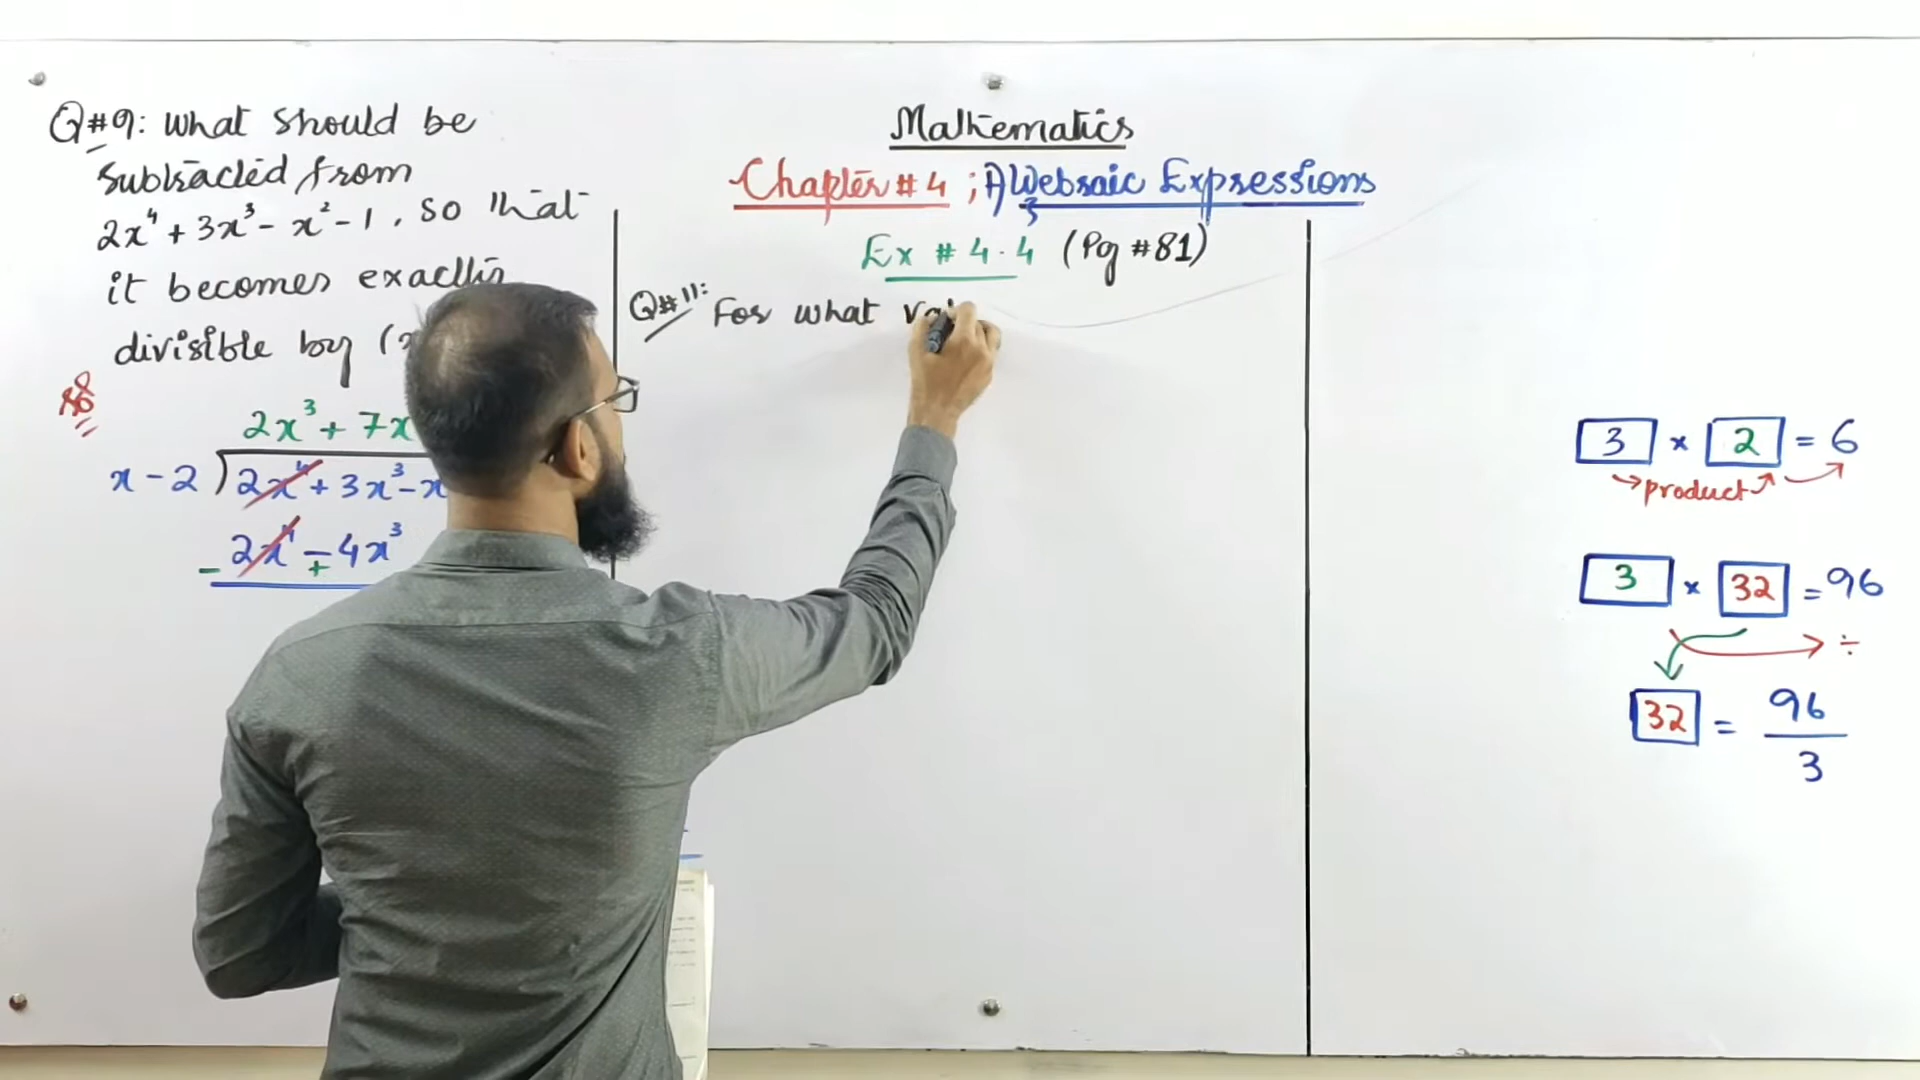 Q#9: What should be
subtracted from
2x⁴ + 3x³ - x² - 1, so that
it becomes exactly
divisible by (
Sol
2x³ + 7x
x - 2 ) 2x⁴ + 3x³ - x
2x⁴ - 4x³
- +
Mathematics
Chapter # 4 ; Algebraic Expressions
Ex # 4.4 (Pg #81)
Q#11: For what
3 × 2 = 6
product
3 × 32 = 96
÷
32 = 96
3